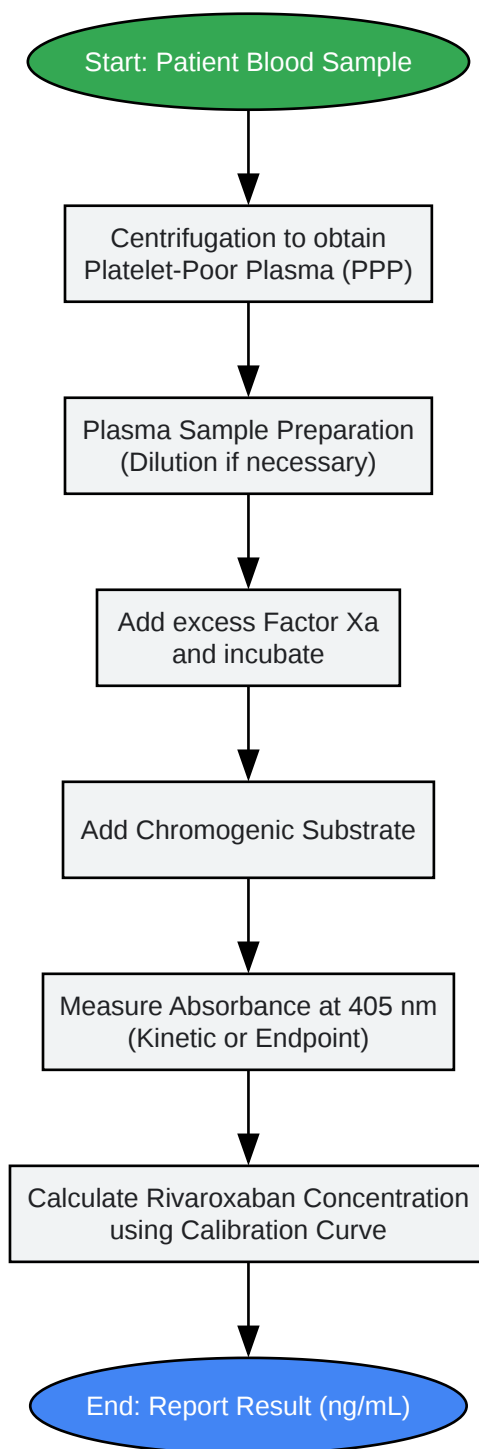 Start: Patient Blood Sample
Centrifugation to obtain
Platelet-Poor Plasma (PPP)
Plasma Sample Preparation
(Dilution if necessary)
Add excess Factor Xa
and incubate
Add Chromogenic Substrate
Measure Absorbance at 405 nm
(Kinetic or Endpoint)
Calculate Rivaroxaban Concentration
using Calibration Curve
End: Report Result (ng/mL)